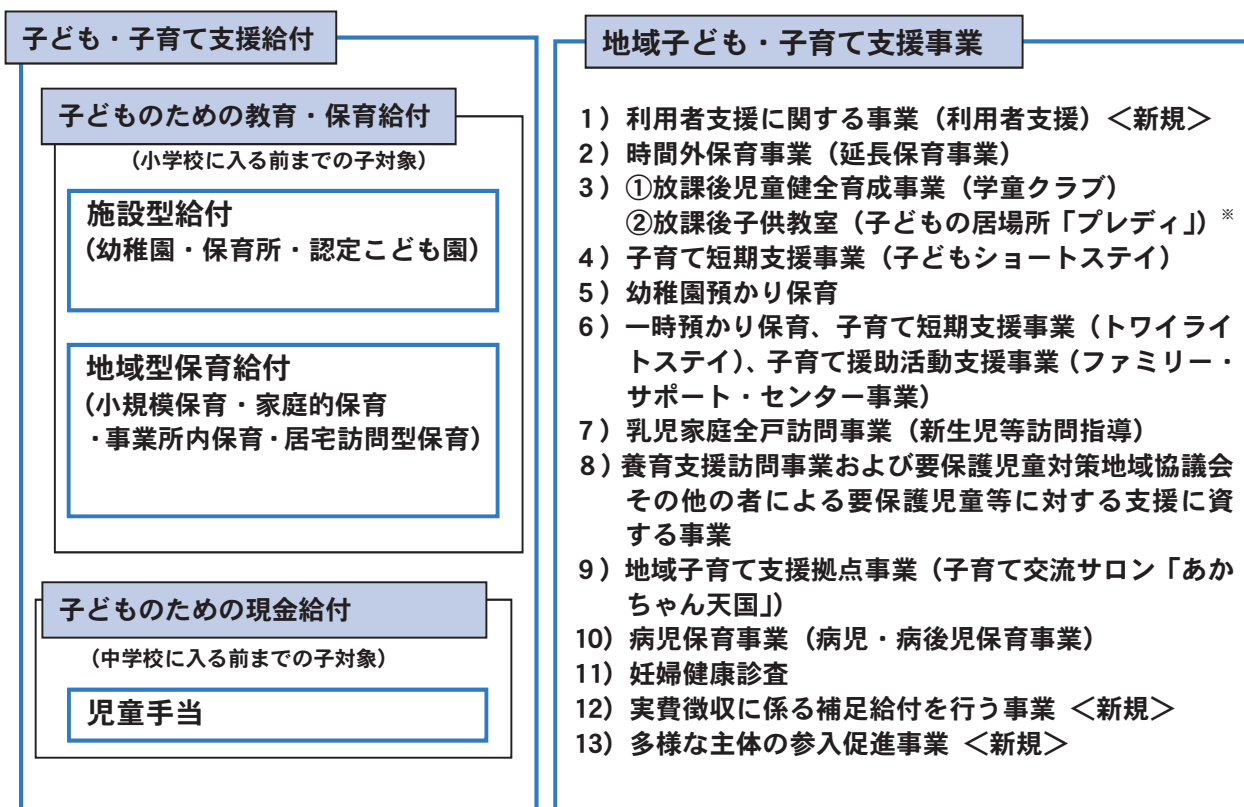 子ども・子育て支援給付
子どものための教育・保育給付
(小学校に入る前までの子対象)
施設型給付
(幼稚園・保育所・認定こども園)
地域型保育給付
(小規模保育・家庭的保育
・事業所内保育・居宅訪問型保育)
子どものための現金給付
(中学校に入る前までの子対象)
児童手当
地域子ども・子育て支援事業
1）利用者支援に関する事業（利用者支援）＜新規＞
2）時間外保育事業（延長保育事業）
3）①放課後児童健全育成事業（学童クラブ）
②放課後子供教室（子どもの居場所「プレディ」）※
4）子育て短期支援事業（子どもショートステイ）
5）幼稚園預かり保育
6）一時預かり保育、子育て短期支援事業（トワイライ
トステイ）、子育て援助活動支援事業（ファミリー・
サポート・センター事業）
7）乳児家庭全戸訪問事業（新生児等訪問指導）
8）養育支援訪問事業および要保護児童対策地域協議会
その他の者による要保護児童等に対する支援に資
する事業
9）地域子育て支援拠点事業（子育て交流サロン「あか
ちゃん天国」）
10）病児保育事業（病児・病後児保育事業）
11）妊婦健康診査
12）実費徴収に係る補足給付を行う事業 ＜新規＞
13）多様な主体の参入促進事業 ＜新規＞